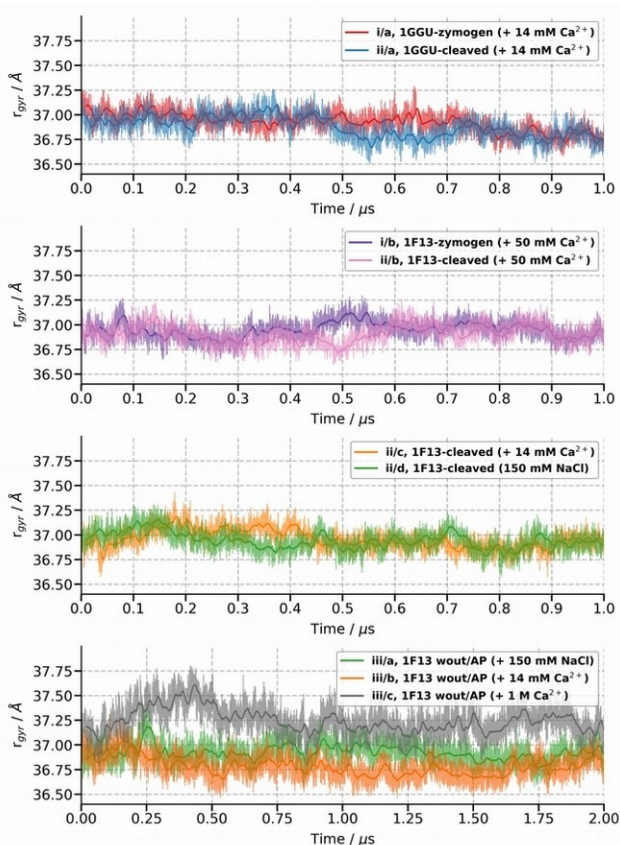 i/a, 1GGU-zymogen (+ 14 mM Ca²⁺)
ii/a, 1GGU-cleaved (+ 14 mM Ca²⁺)
37.75
37.50
37.25
37.00
36.75
36.50
r_gyr / Å
0.0 0.1 0.2 0.3 0.4 0.5 0.6 0.7 0.8 0.9 1.0
Time / μs
i/b, 1F13-zymogen (+ 50 mM Ca²⁺)
ii/b, 1F13-cleaved (+ 50 mM Ca²⁺)
37.75
37.50
37.25
37.00
36.75
36.50
r_gyr / Å
0.0 0.1 0.2 0.3 0.4 0.5 0.6 0.7 0.8 0.9 1.0
Time / μs
ii/c, 1F13-cleaved (+ 14 mM Ca²⁺)
ii/d, 1F13-cleaved (150 mM NaCl)
37.75
37.50
37.25
37.00
36.75
36.50
r_gyr / Å
0.0 0.1 0.2 0.3 0.4 0.5 0.6 0.7 0.8 0.9 1.0
Time / μs
iii/a, 1F13 wout/AP (+ 150 mM NaCl)
iii/b, 1F13 wout/AP (+ 14 mM Ca²⁺)
iii/c, 1F13 wout/AP (+ 1 M Ca²⁺)
37.75
37.50
37.25
37.00
36.75
36.50
r_gyr / Å
0.00 0.25 0.50 0.75 1.00 1.25 1.50 1.75 2.00
Time / μs